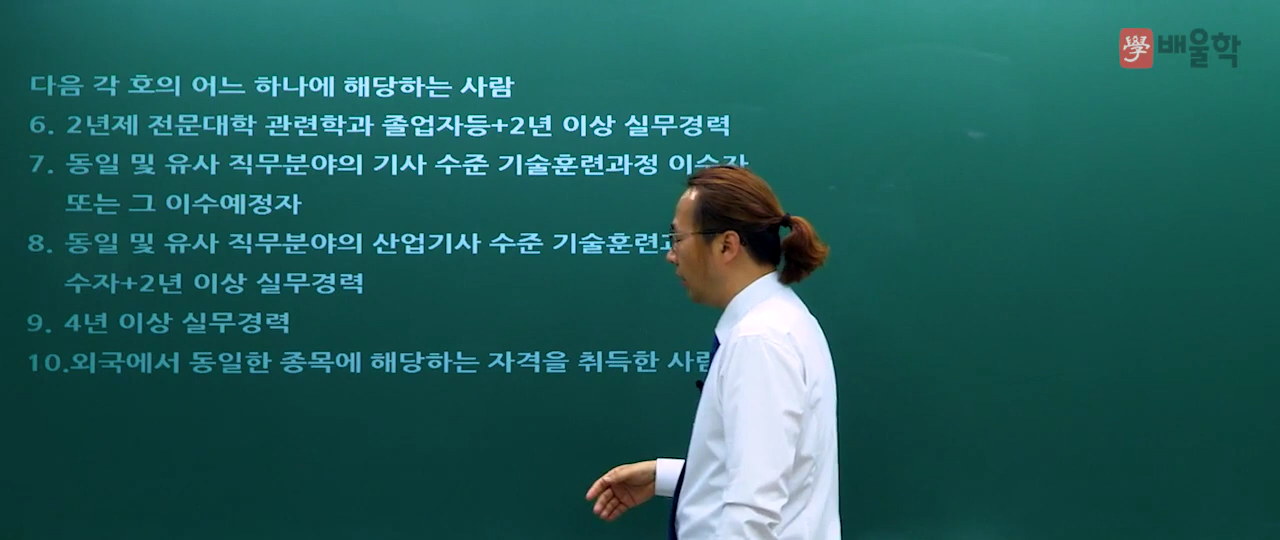 學 배울학
다음 각 호의 어느 하나에 해당하는 사람
6. 2년제 전문대학 관련학과 졸업자등+2년 이상 실무경력
7. 동일 및 유사 직무분야의 기사 수준 기술훈련과정 이수자
또는 그 이수예정자
8. 동일 및 유사 직무분야의 산업기사 수준 기술훈련
수자+2년 이상 실무경력
9. 4년 이상 실무경력
10.외국에서 동일한 종목에 해당하는 자격을 취득한 사람